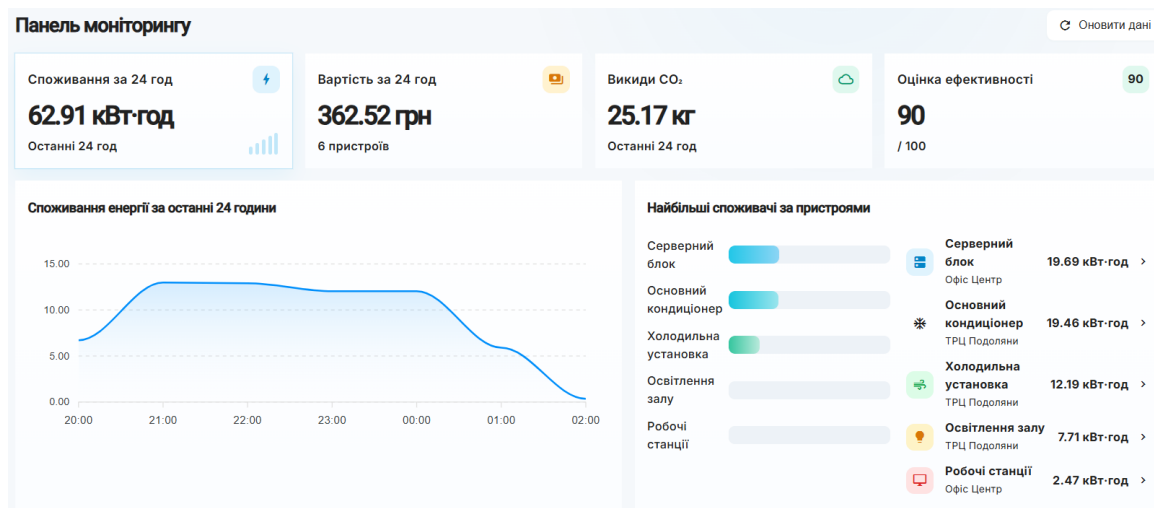 Панель моніторингу
Оновити дані
Споживання за 24 год
62.91 кВт·год
Останні 24 год
Вартість за 24 год
362.52 грн
6 пристроїв
Викиди CO₂
25.17 кг
Останні 24 год
Оцінка ефективності
90
90
/ 100
Споживання енергії за останні 24 години
15.00
10.00
5.00
0.00
20:00
21:00
22:00
23:00
00:00
01:00
02:00
Найбільші споживачі за пристроями
Серверний
блок
Основний
кондиціонер
Холодильна
установка
Освітлення
залу
Робочі
станції
Серверний
блок
Офіс Центр
19.69 кВт·год
Основний
кондиціонер
ТРЦ Подоляни
19.46 кВт·год
Холодильна
установка
ТРЦ Подоляни
12.19 кВт·год
Освітлення залу
ТРЦ Подоляни
7.71 кВт·год
Робочі станції
Офіс Центр
2.47 кВт·год